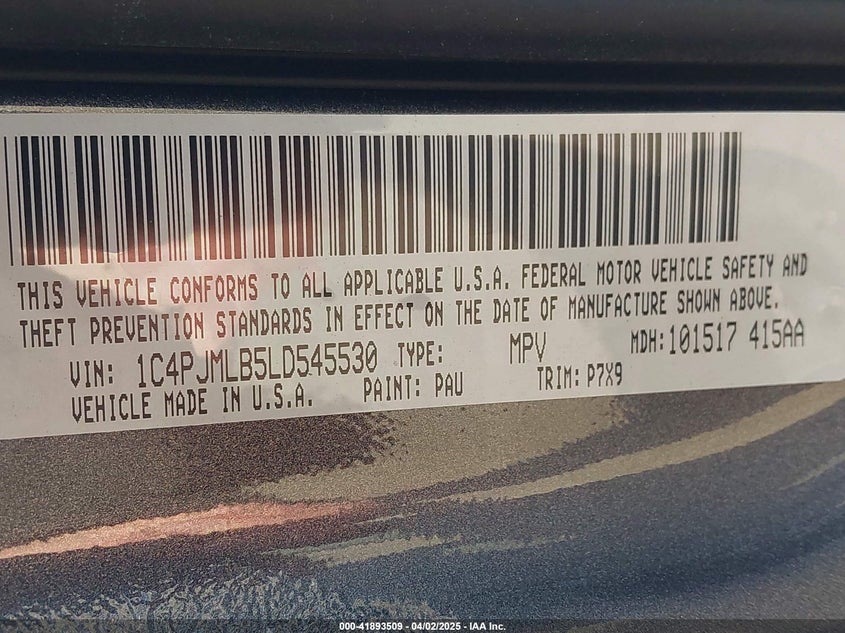 THIS VEHICLE CONFORMS TO ALL APPLICABLE U.S.A. FEDERAL MOTOR VEHICLE SAFETY AND
THEFT PREVENTION STANDARDS IN EFFECT ON THE DATE OF MANUFACTURE SHOWN ABOVE.
VIN: 1C4PJMLB5LD545530 TYPE: MPV MDH:101517 415AA
VEHICLE MADE IN U.S.A. PAINT: PAU TRIM: P7X9
000-41893509 | 04/02/2025 - IAA Inc.